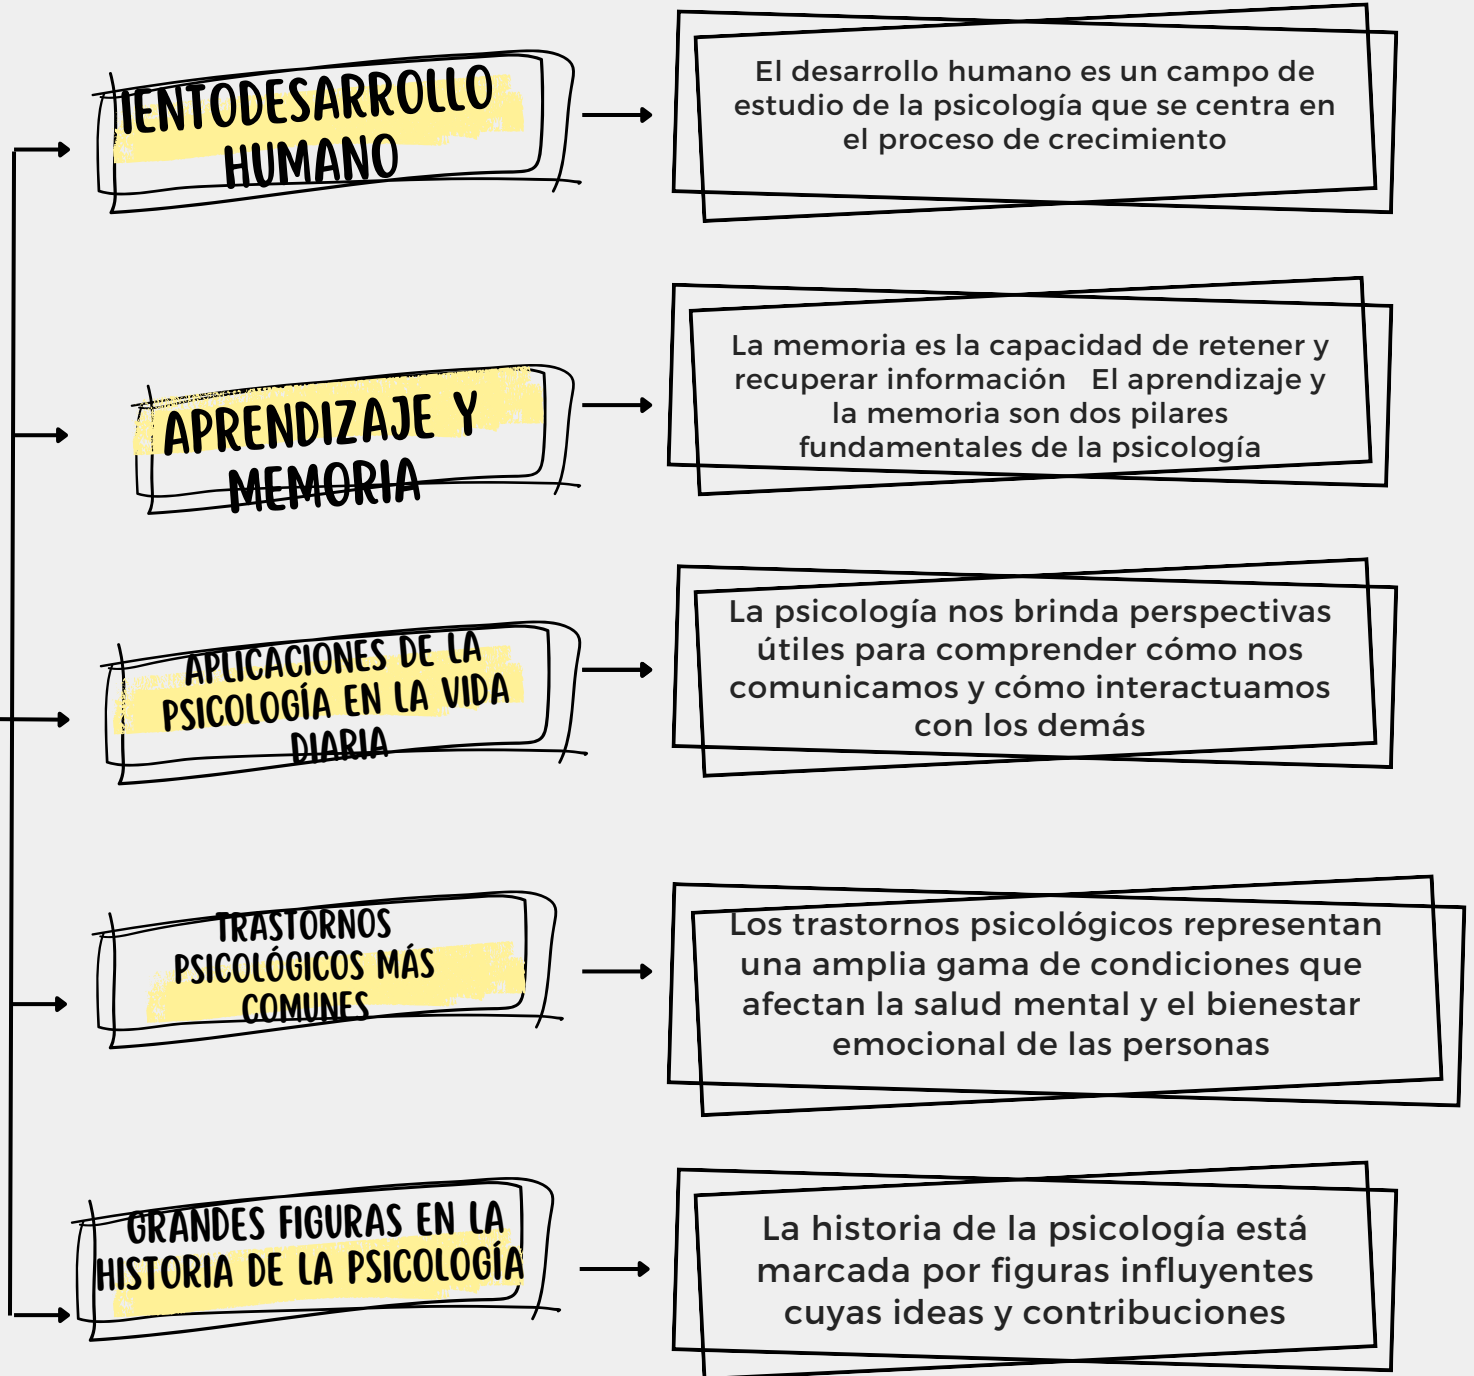 IENTODESARROLLO
HUMANO
El desarrollo humano es un campo de
estudio de la psicología que se centra en
el proceso de crecimiento
APRENDIZAJE Y
MEMORIA
La memoria es la capacidad de retener y
recuperar información El aprendizaje y
la memoria son dos pilares
fundamentales de la psicología
APLICACIONES DE LA
PSICOLOGÍA EN LA VIDA
DIARIA
La psicología nos brinda perspectivas
útiles para comprender cómo nos
comunicamos y cómo interactuamos
con los demás
TRASTORNOS
PSICOLÓGICOS MÁS
COMUNES
Los trastornos psicológicos representan
una amplia gama de condiciones que
afectan la salud mental y el bienestar
emocional de las personas
GRANDES FIGURAS EN LA
HISTORIA DE LA PSICOLOGÍA
La historia de la psicología está
marcada por figuras influyentes
cuyas ideas y contribuciones